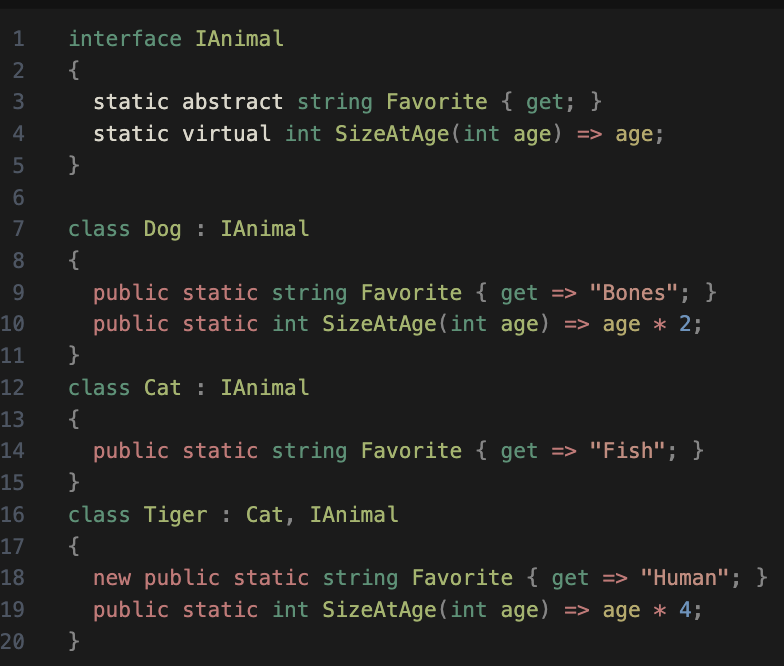 1 interface IAnimal
2 {
3   static abstract string Favorite { get; }
4   static virtual int SizeAtAge(int age) => age;
5 }
6
7 class Dog : IAnimal
8 {
9   public static string Favorite { get => "Bones"; }
10   public static int SizeAtAge(int age) => age * 2;
11 }
12 class Cat : IAnimal
13 {
14   public static string Favorite { get => "Fish"; }
15 }
16 class Tiger : Cat, IAnimal
17 {
18   new public static string Favorite { get => "Human"; }
19   public static int SizeAtAge(int age) => age * 4;
20 }